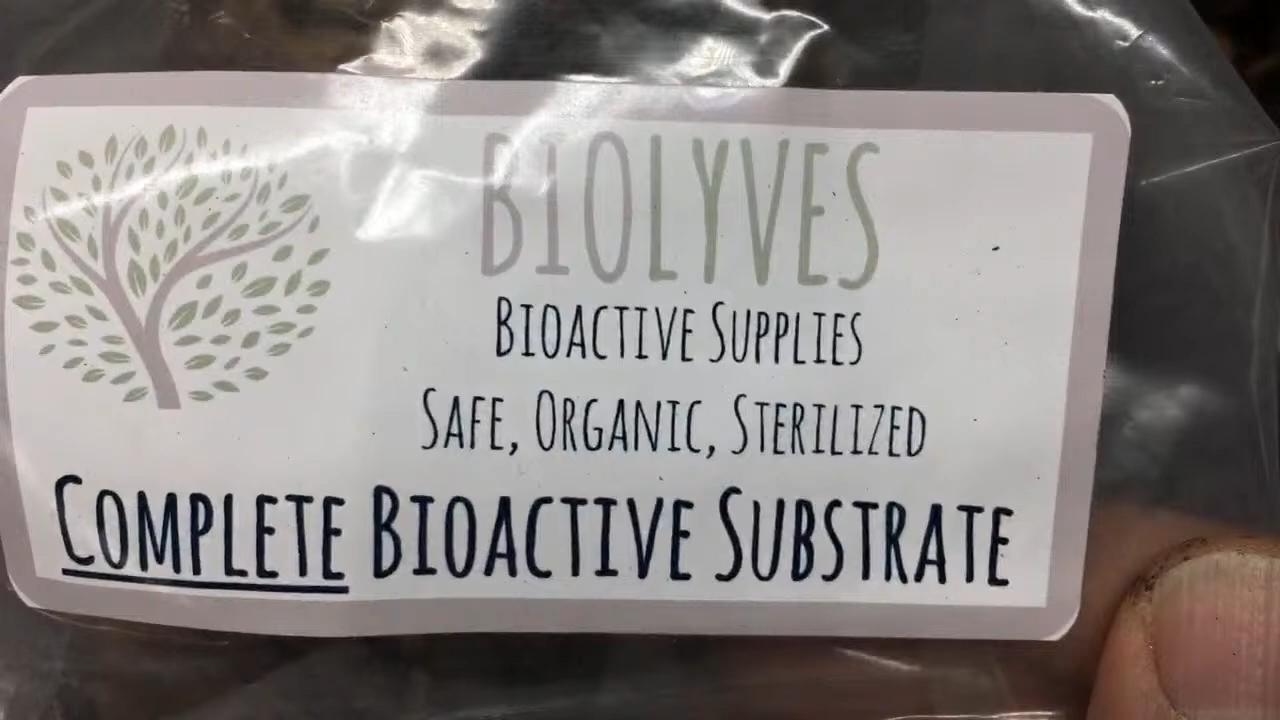 BIOLYVES
BIOACTIVE SUPPLIES
SAFE, ORGANIC, STERILIZED
COMPLETE BIOACTIVE SUBSTRATE